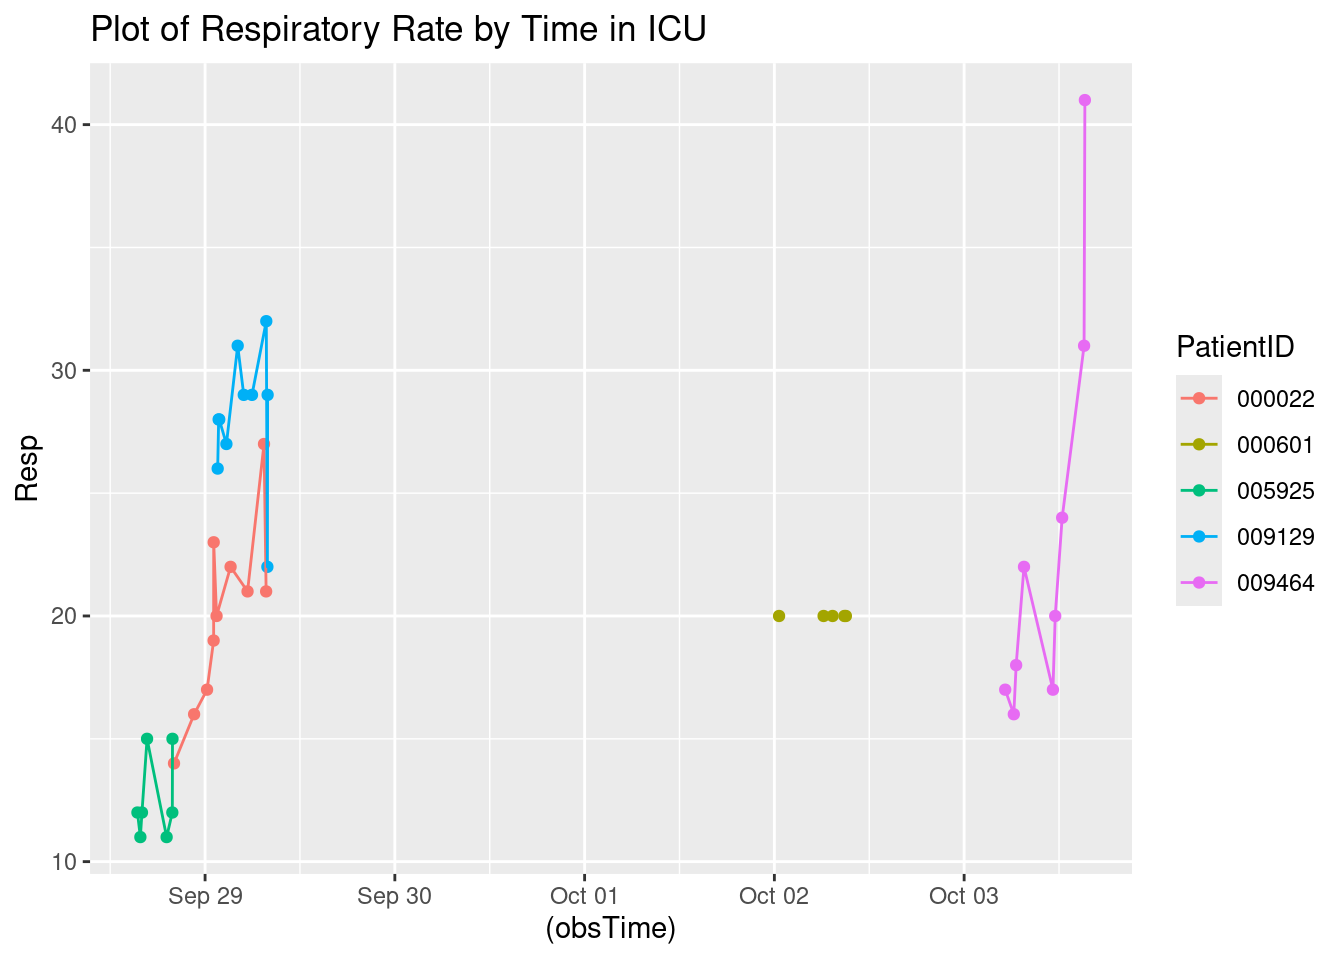 Plot of Respiratory Rate by Time in ICU
Resp
40
30
20
10
Sep 29
Sep 30
Oct 01
Oct 02
Oct 03
(obsTime)
PatientID
000022
000601
005925
009129
009464